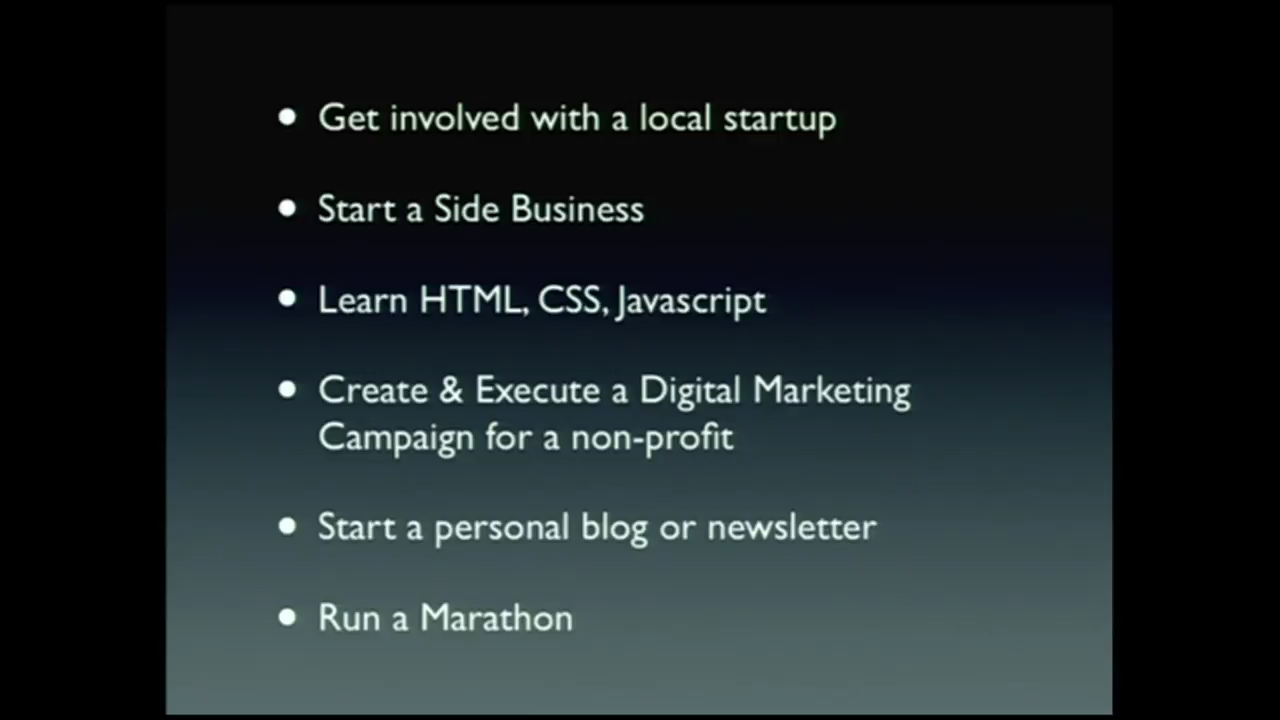 • Get involved with a local startup
• Start a Side Business
• Learn HTML, CSS, Javascript
• Create & Execute a Digital Marketing
Campaign for a non-profit
• Start a personal blog or newsletter
• Run a Marathon